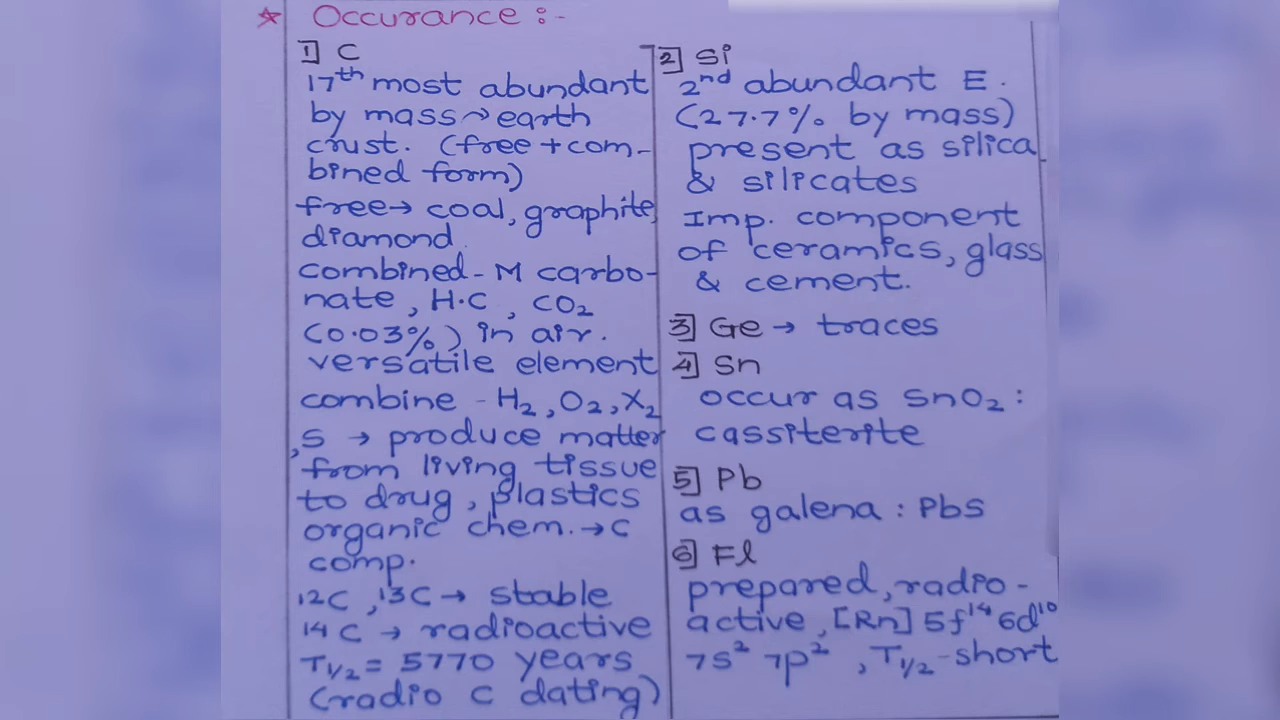 * Occurance :-
1] C
17th most abundant
by mass ~> earth
crust. (free + com-
bined form)
free → coal, graphite,
diamond.
combined - M carbo-
nate, H.C, CO₂
(0.03%) in air.
versatile element
combine - H₂, O₂, X₂
, S → produce matter
from living tissue
to drug, plastics
organic chem. → C
comp.
12C, 13C → stable
14C → radioactive
T1/2 = 5770 years
(radio C dating)
2] Si
2nd abundant E.
(27.7% by mass)
present as silica
& silicates
Imp. component
of ceramics, glass
& cement.
3] Ge → traces
4] Sn
occur as SnO₂ :
cassiterite
5] Pb
as galena : Pbs
6] Fl
prepared, radio -
active, [Rn] 5f¹⁴ 6d¹⁰
7s² 7p², T1/2 - short